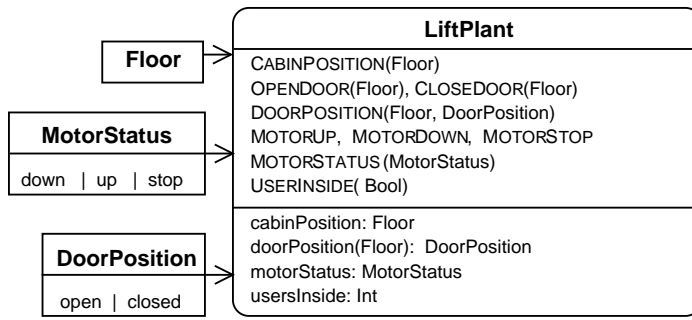 LiftPlant
Floor
CABINPOSITION(Floor)
OPENDOOR(Floor), CLOSEDOOR(Floor)
DOORPOSITION(Floor, DoorPosition)
MOTORUP, MOTORDOWN, MOTORSTOP
MOTORSTATUS(MotorStatus)
USERINSIDE( Bool)
MotorStatus
down | up | stop
cabinPosition: Floor
doorPosition(Floor): DoorPosition
motorStatus: MotorStatus
usersInside: Int
DoorPosition
open | closed